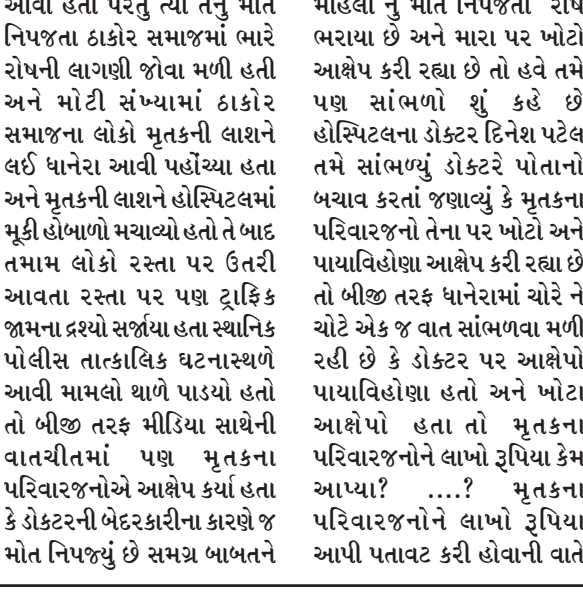 આવી હતી પરંતુ ત્યાં તેનું મોત
નિપજતા ઠાકોર સમાજમાં ભારે
રોષની લાગણી જોવા મળી હતી
અને મોટી સંખ્યામાં ઠાકોર
સમાજના લોકો મૃતકની લાશને
લઈ ધાનેરા આવી પહોંચ્યા હતા
અને મૃતકની લાશને હોસ્પિટલમાં
મૂકી હોબાળો મચાવ્યો હતો તે બાદ
તમામ લોકો રસ્તા પર ઉતરી
આવતા રસ્તા પર પણ ટ્રાફિક
જામના દ્રશ્યો સર્જાયા હતા સ્થાનિક
પોલીસ તાત્કાલિક ઘટનાસ્થળે
આવી મામલો થાળે પાડયો હતો
તો બીજી તરફ મીડિયા સાથેની
વાતચીતમાં પણ મૃતકના
પરિવારજનોએ આક્ષેપ કર્યા હતા
કે ડોકટરની બેદરકારીના કારણે જ
મોત નિપજ્યું છે સમગ્ર બાબતને
મહિલા નું મોત નિપજતા રોષે
ભરાયા છે અને મારા પર ખોટો
આક્ષેપ કરી રહ્યા છે તો હવે તમે
પણ સાંભળો શું કહે છે
હોસ્પિટલના ડોક્ટર દિનેશ પટેલ
તમે સાંભળ્યું ડોક્ટરે પોતાનો
બચાવ કરતાં જણાવ્યું કે મૃતકના
પરિવારજનો તેના પર ખોટો અને
પાયાવિહોણા આક્ષેપ કરી રહ્યા છે
તો બીજી તરફ ધાનેરામાં ચોરે ને
ચોટે એક જ વાત સાંભળવા મળી
રહી છે કે ડોક્ટર પર આક્ષેપો
પાયાવિહોણા હતો અને ખોટા
આક્ષેપો હતા તો મૃતકના
પરિવારજનોને લાખો રૂપિયા કેમ
આપ્યા? ....? મૃતકના
પરિવારજનોને લાખો રૂપિયા
આપી પતાવટ કરી હોવાની વાતે